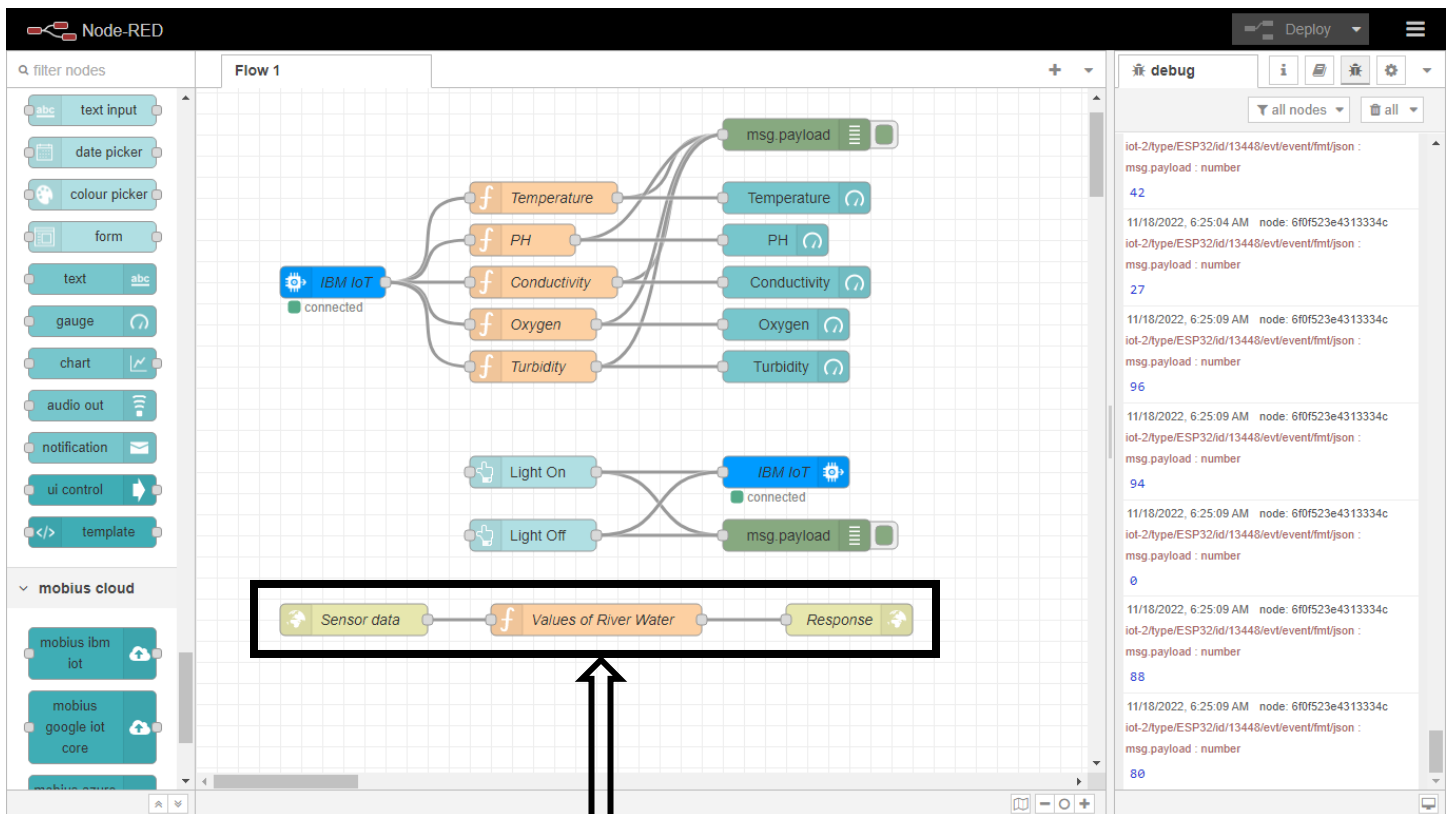 Node-RED
Deploy
filter nodes
Flow 1
debug
i
all nodes
all
abc text input
date picker
colour picker
form
text abc
gauge
chart
audio out
notification
ui control
</> template
mobius cloud
mobius ibm
iot
mobius
google iot
core
mobius azure
msg.payload
f Temperature
Temperature
f PH
PH
IBM IoT
connected
f Conductivity
Conductivity
f Oxygen
Oxygen
f Turbidity
Turbidity
Light On
IBM IoT
connected
Light Off
msg.payload
Sensor data
f Values of River Water
Response
iot-2/type/ESP32/id/13448/evt/event/fmt/json :
msg.payload : number
42
11/18/2022, 6:25:04 AM node: 6f0f523e4313334c
iot-2/type/ESP32/id/13448/evt/event/fmt/json :
msg.payload : number
27
11/18/2022, 6:25:09 AM node: 6f0f523e4313334c
iot-2/type/ESP32/id/13448/evt/event/fmt/json :
msg.payload : number
96
11/18/2022, 6:25:09 AM node: 6f0f523e4313334c
iot-2/type/ESP32/id/13448/evt/event/fmt/json :
msg.payload : number
94
11/18/2022, 6:25:09 AM node: 6f0f523e4313334c
iot-2/type/ESP32/id/13448/evt/event/fmt/json :
msg.payload : number
0
11/18/2022, 6:25:09 AM node: 6f0f523e4313334c
iot-2/type/ESP32/id/13448/evt/event/fmt/json :
msg.payload : number
88
11/18/2022, 6:25:09 AM node: 6f0f523e4313334c
iot-2/type/ESP32/id/13448/evt/event/fmt/json :
msg.payload : number
80